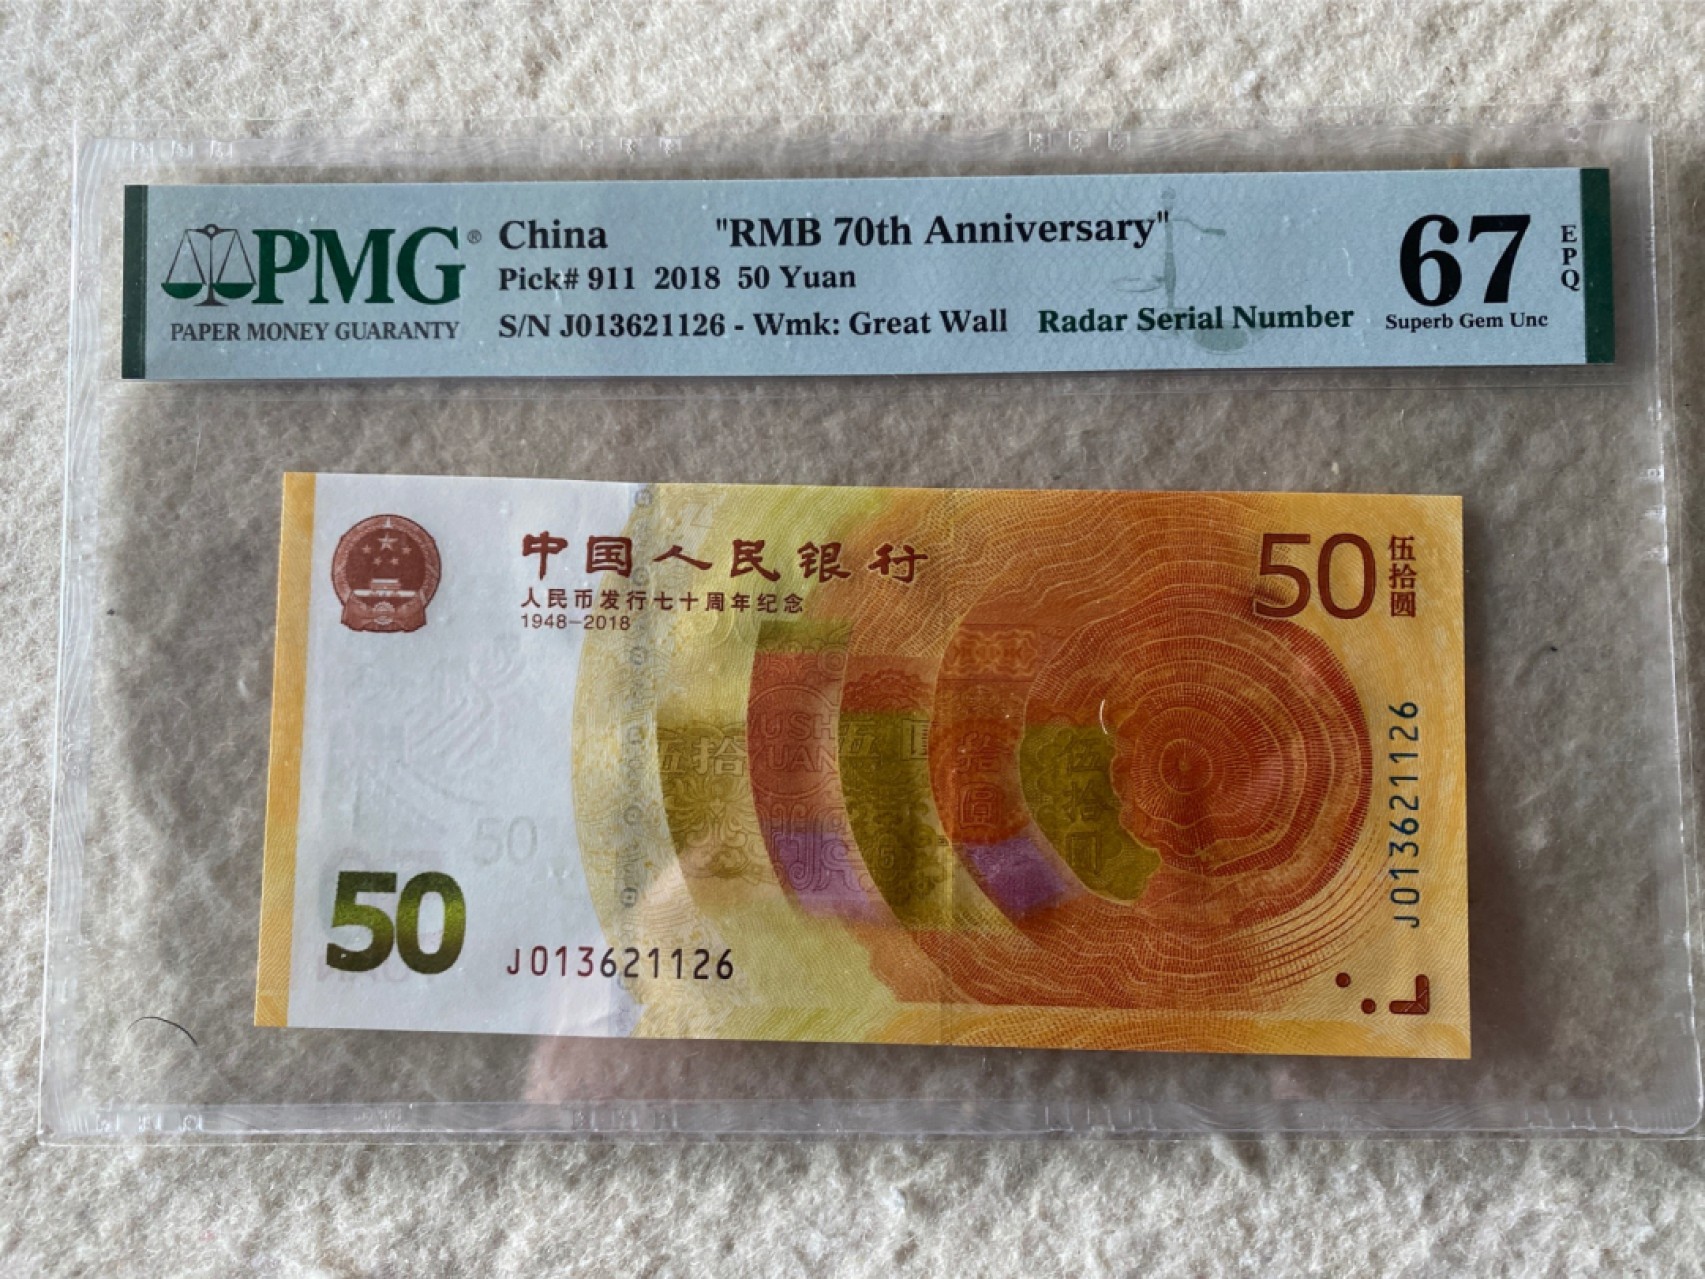 PMG®
PAPER MONEY GUARANTY
China "RMB 70th Anniversary"
Pick# 911 2018 50 Yuan
S/N J013621126 - Wmk: Great Wall Radar Serial Number
67
EPQ
Superb Gem Unc
中国人民银行
人民币发行七十周年纪念
1948-2018
50
伍拾圆
50
50
J013621126
J013621126